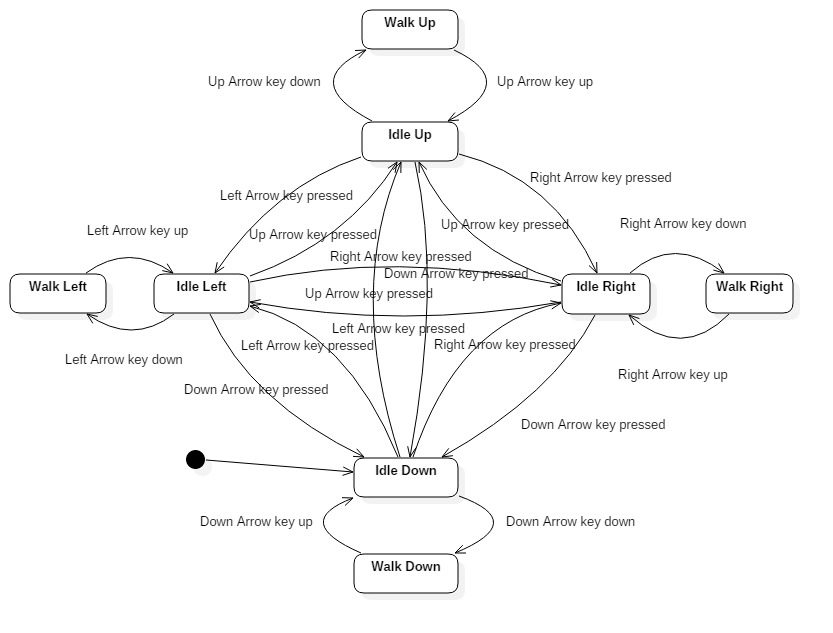 Walk Up
Up Arrow key down
Up Arrow key up
Idle Up
Right Arrow key pressed
Left Arrow key pressed
Up Arrow key pressed
Right Arrow key down
Left Arrow key up
Up Arrow key pressed
Right Arrow key pressed
Down Arrow key pressed
Walk Left
Idle Left
Idle Right
Walk Right
Up Arrow key pressed
Left Arrow key pressed
Left Arrow key pressed
Right Arrow key pressed
Left Arrow key down
Right Arrow key up
Down Arrow key pressed
Down Arrow key pressed
Idle Down
Down Arrow key up
Down Arrow key down
Walk Down